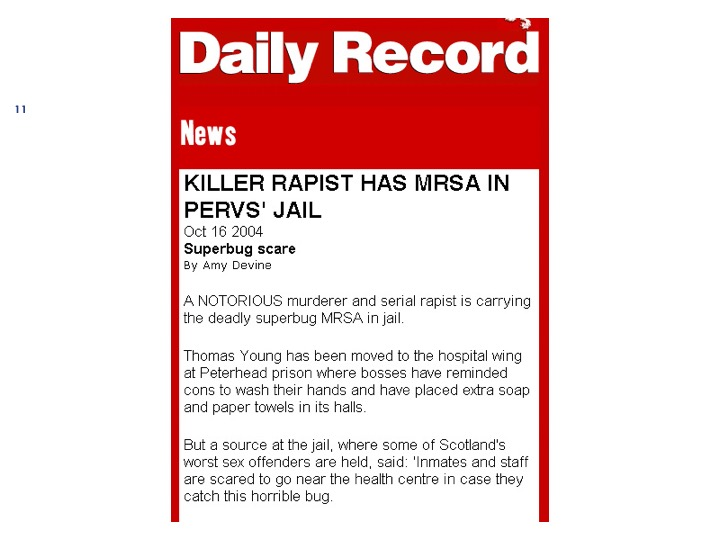 Daily Record
11
News
KILLER RAPIST HAS MRSA IN
PERVS' JAIL
Oct 16 2004
Superbug scare
By Amy Devine
A NOTORIOUS murderer and serial rapist is carrying
the deadly superbug MRSA in jail.
Thomas Young has been moved to the hospital wing
at Peterhead prison where bosses have reminded
cons to wash their hands and have placed extra soap
and paper towels in its halls.
But a source at the jail, where some of Scotland's
worst sex offenders are held, said: 'Inmates and staff
are scared to go near the health centre in case they
catch this horrible bug.